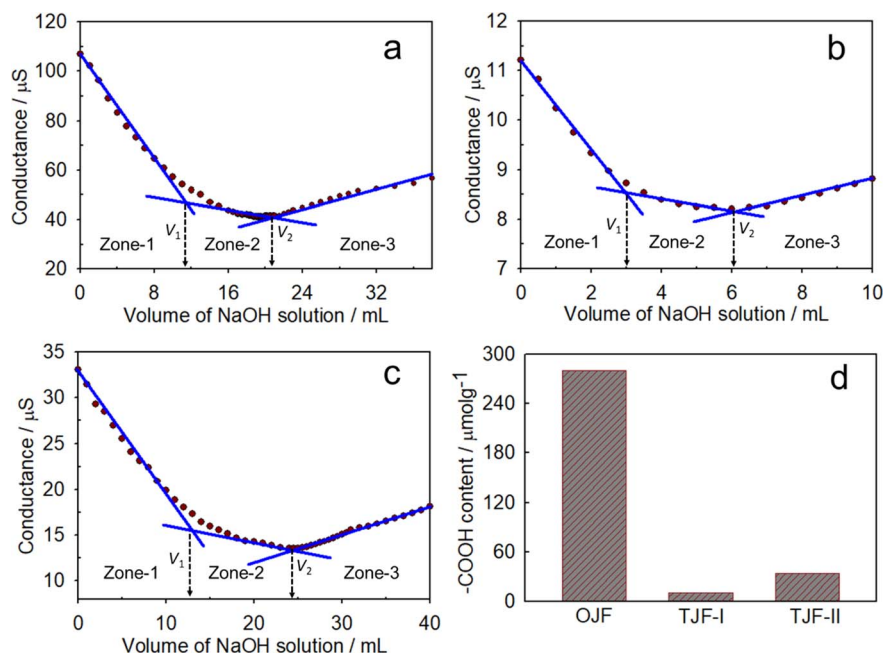 a
Conductance / μS
120
100
80
60
40
20
Zone-1
V1
Zone-2
V2
Zone-3
0 8 16 24 32
Volume of NaOH solution / mL
b
Conductance / μS
12
11
10
9
8
7
Zone-1
V1
Zone-2
V2
Zone-3
0 2 4 6 8 10
Volume of NaOH solution / mL
c
Conductance / μS
35
30
25
20
15
10
Zone-1
V1
Zone-2
V2
Zone-3
0 10 20 30 40
Volume of NaOH solution / mL
d
-COOH content / μmolg-1
300
240
180
120
60
0
OJF TJF-I TJF-II